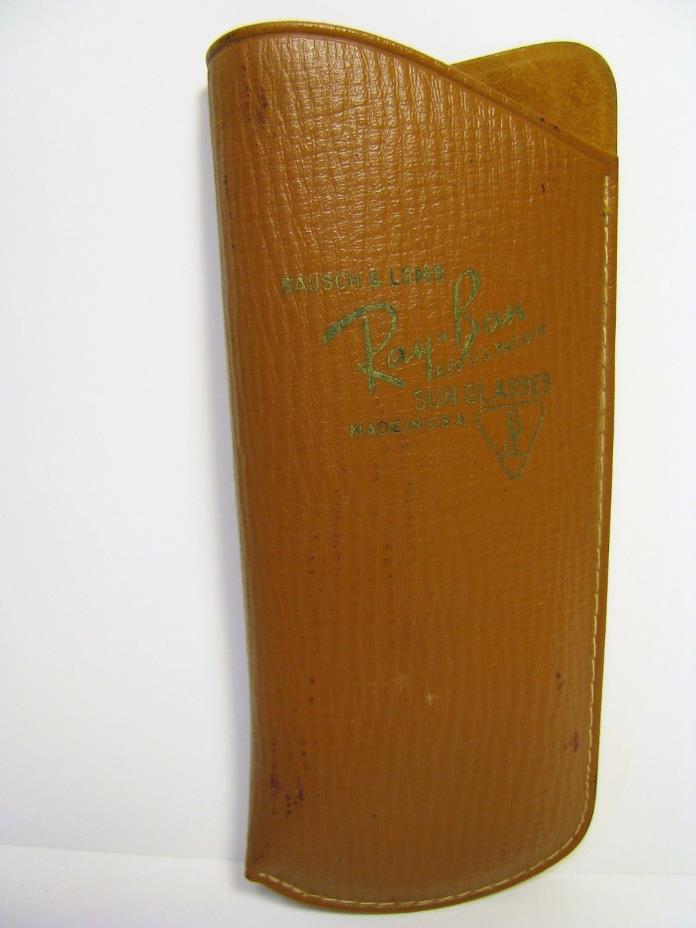 BAUSCH & LOMB
Ray-Ban
REG. U.S. PAT. OFF.
SUN GLASSES
MADE IN U.S.A.